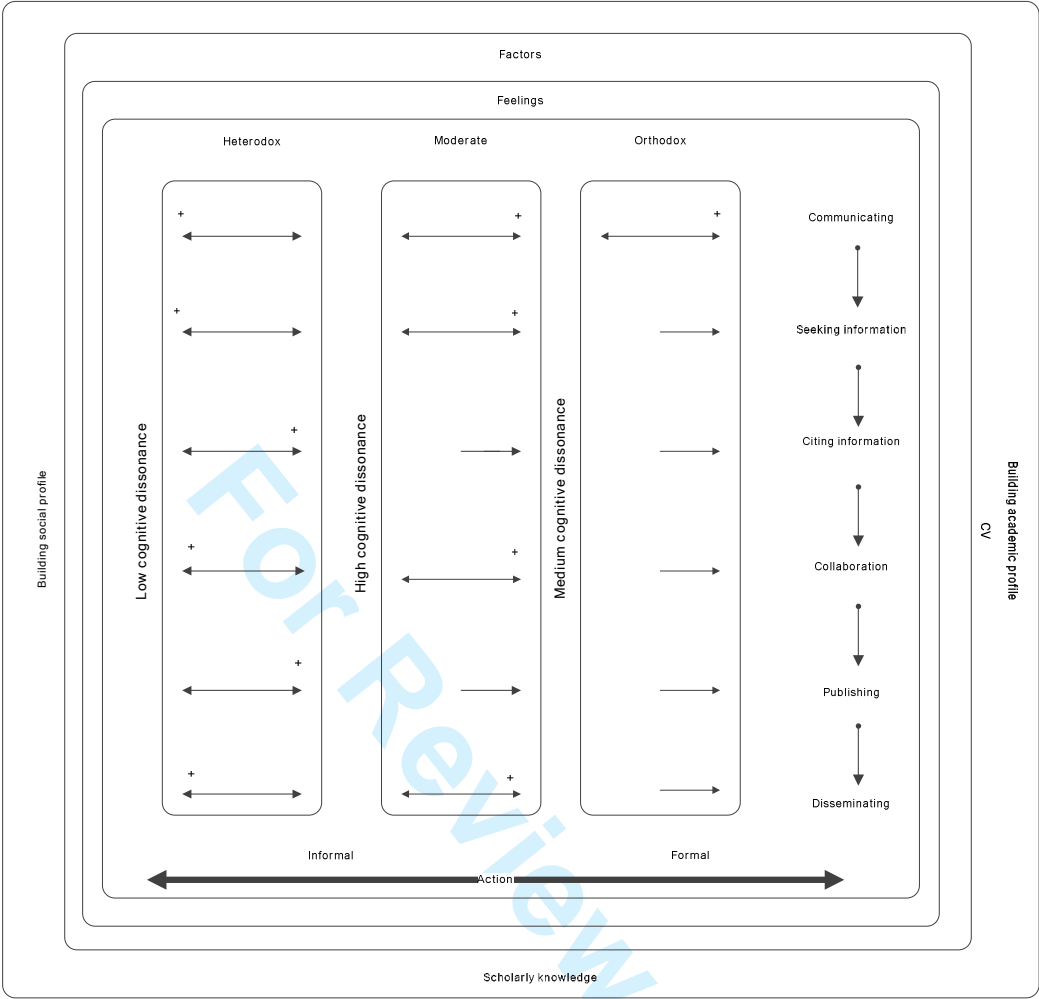 Factors
Feelings
Heterodox
Moderate
Orthodox
+
+
+
Communicating
+
+
Seeking information
+
Citing information
+
+
Collaboration
+
Publishing
+
+
Disseminating
Low cognitive dissonance
High cognitive dissonance
Medium cognitive dissonance
Building social profile
CV
Building academic profile
Informal
Formal
Action
Scholarly knowledge
For Review